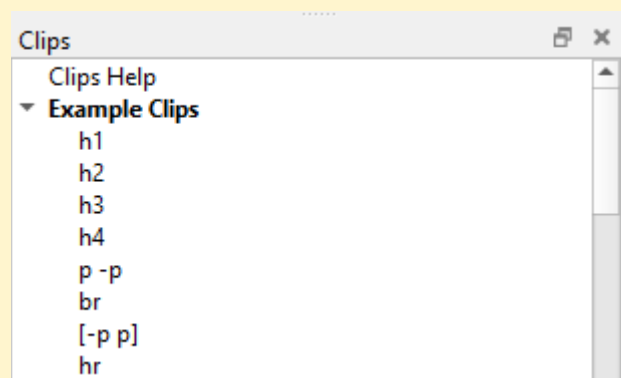 Clips
Clips Help
Example Clips
h1
h2
h3
h4
p -p
br
[-p p]
hr